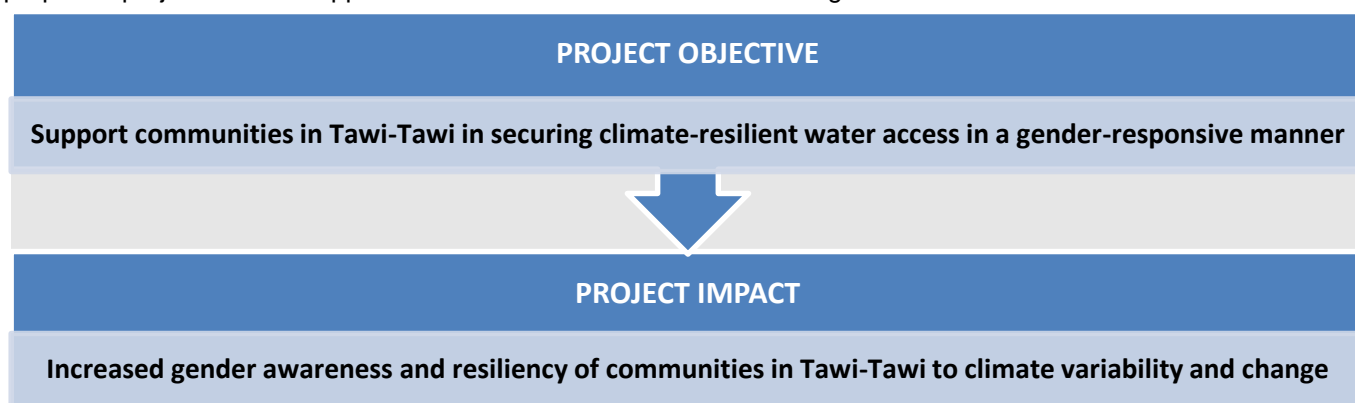 PROJECT OBJECTIVE
Support communities in Tawi-Tawi in securing climate-resilient water access in a gender-responsive manner
PROJECT IMPACT
Increased gender awareness and resiliency of communities in Tawi-Tawi to climate variability and change